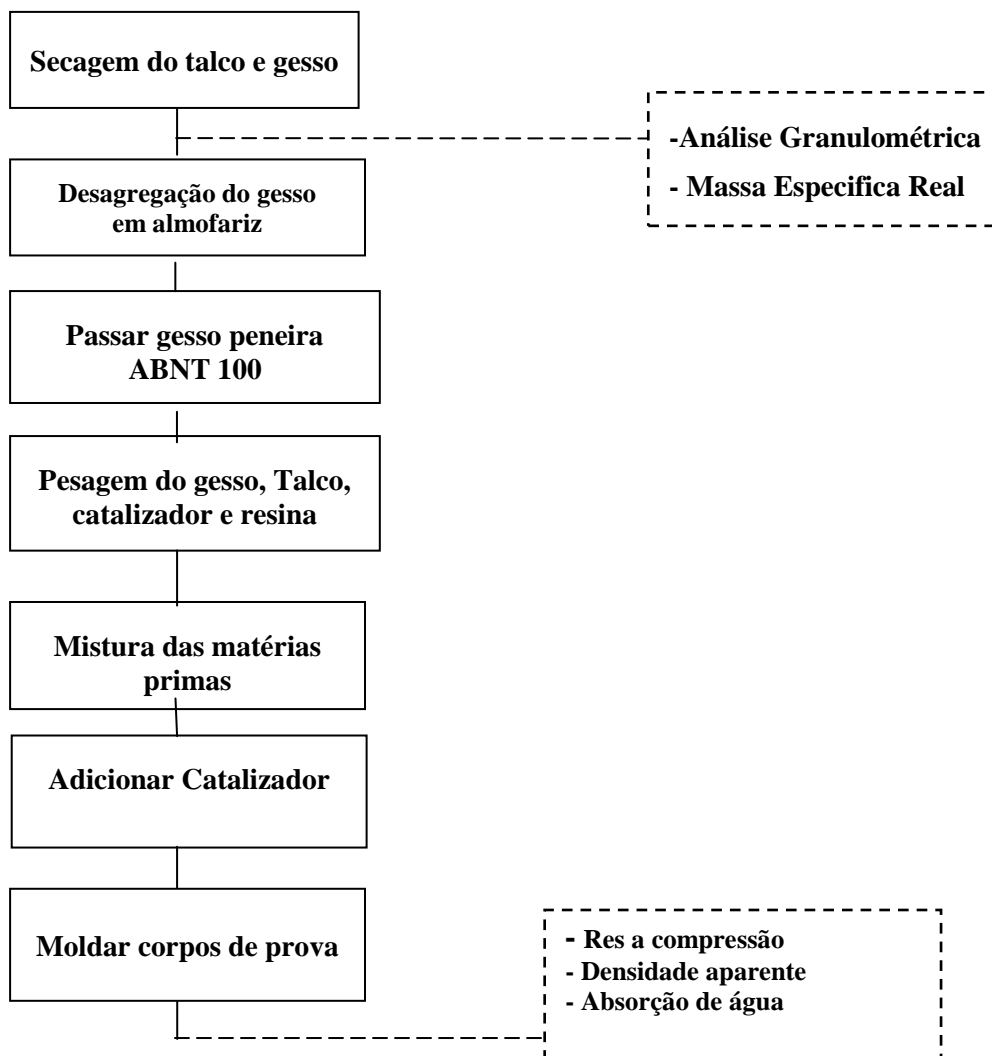 Secagem do talco e gesso
-Análise Granulométrica
- Massa Especifica Real
Desagregação do gesso
em almofariz
Passar gesso peneira
ABNT 100
Pesagem do gesso, Talco,
catalizador e resina
Mistura das matérias
primas
Adicionar Catalizador
Moldar corpos de prova
- Res a compressão
- Densidade aparente
- Absorção de água